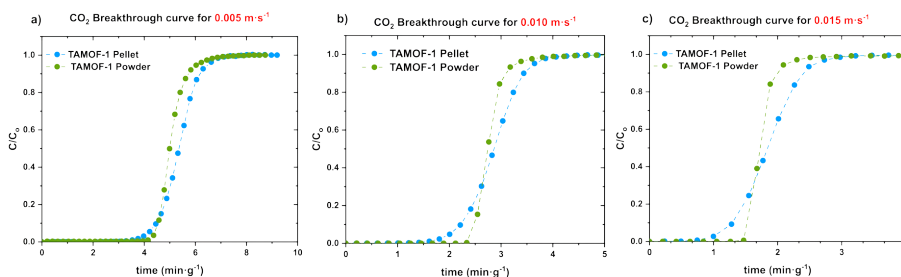 a)
CO₂ Breakthrough curve for 0.005 m·s⁻¹
TAMOF-1 Pellet
TAMOF-1 Powder
C/Cₒ
1.0
0.8
0.6
0.4
0.2
0.0
0 2 4 6 8 10
time (min·g⁻¹)
b)
CO₂ Breakthrough curve for 0.010 m·s⁻¹
TAMOF-1 Pellet
TAMOF-1 Powder
C/Cₒ
1.0
0.8
0.6
0.4
0.2
0.0
0 1 2 3 4 5
time (min·g⁻¹)
c)
CO₂ Breakthrough curve for 0.015 m·s⁻¹
TAMOF-1 Pellet
TAMOF-1 Powder
C/Cₒ
1.0
0.8
0.6
0.4
0.2
0.0
0 1 2 3
time (min·g⁻¹)